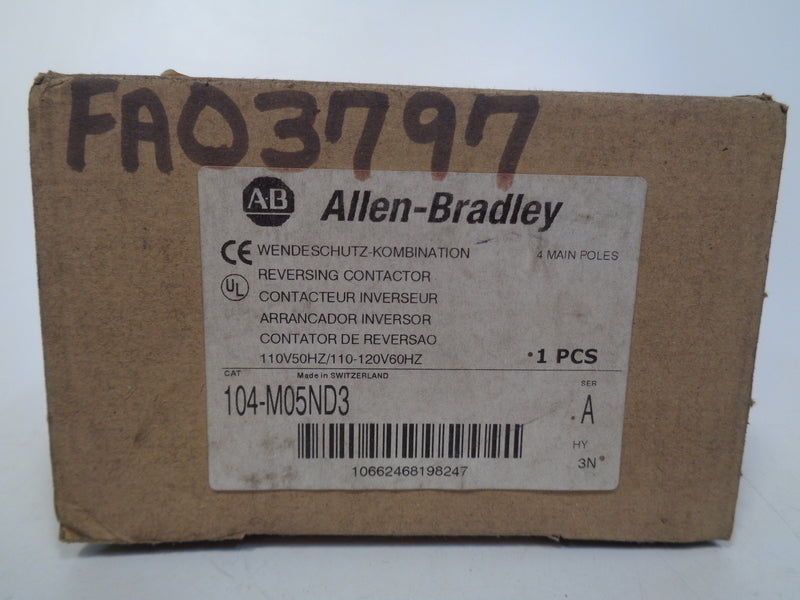 FA03797
AB Allen-Bradley
CE WENDESCHUTZ-KOMBINATION 4 MAIN POLES
UL REVERSING CONTACTOR
CONTACTEUR INVERSEUR
ARRANCADOR INVERSOR
CONTATOR DE REVERSAO
110V50HZ/110-120V60HZ 1 PCS
CAT Made in SWITZERLAND SER
104-M05ND3 A
HY
10662468198247 3N